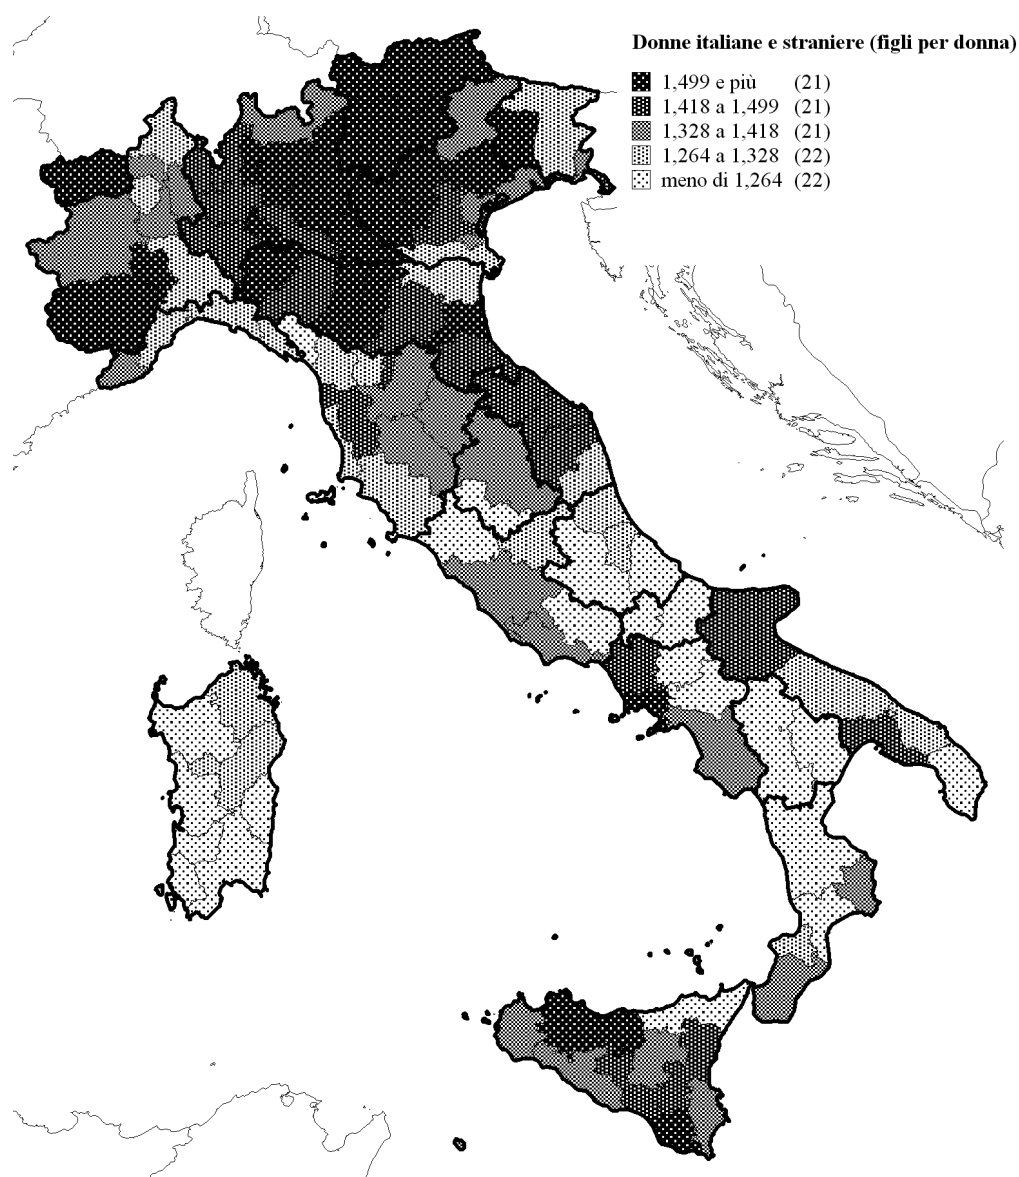 Donne italiane e straniere (figli per donna)
1,499 e più (21)
1,418 a 1,499 (21)
1,328 a 1,418 (21)
1,264 a 1,328 (22)
meno di 1,264 (22)